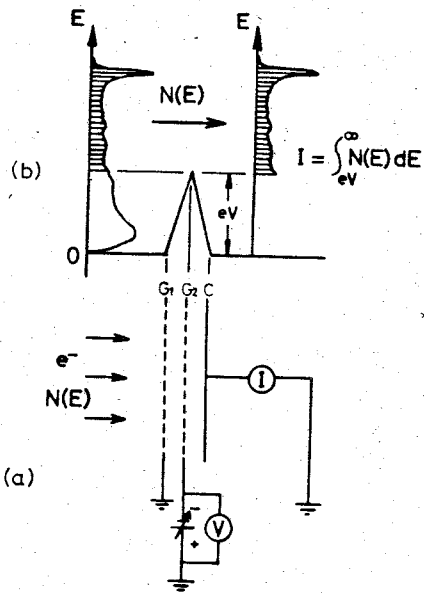 E E
N(E)
I = ∫_{eV}^{∞} N(E) dE
(b)
eV
0
G₁ G₂ C
e⁻
N(E)
I
(a)
−
V
+